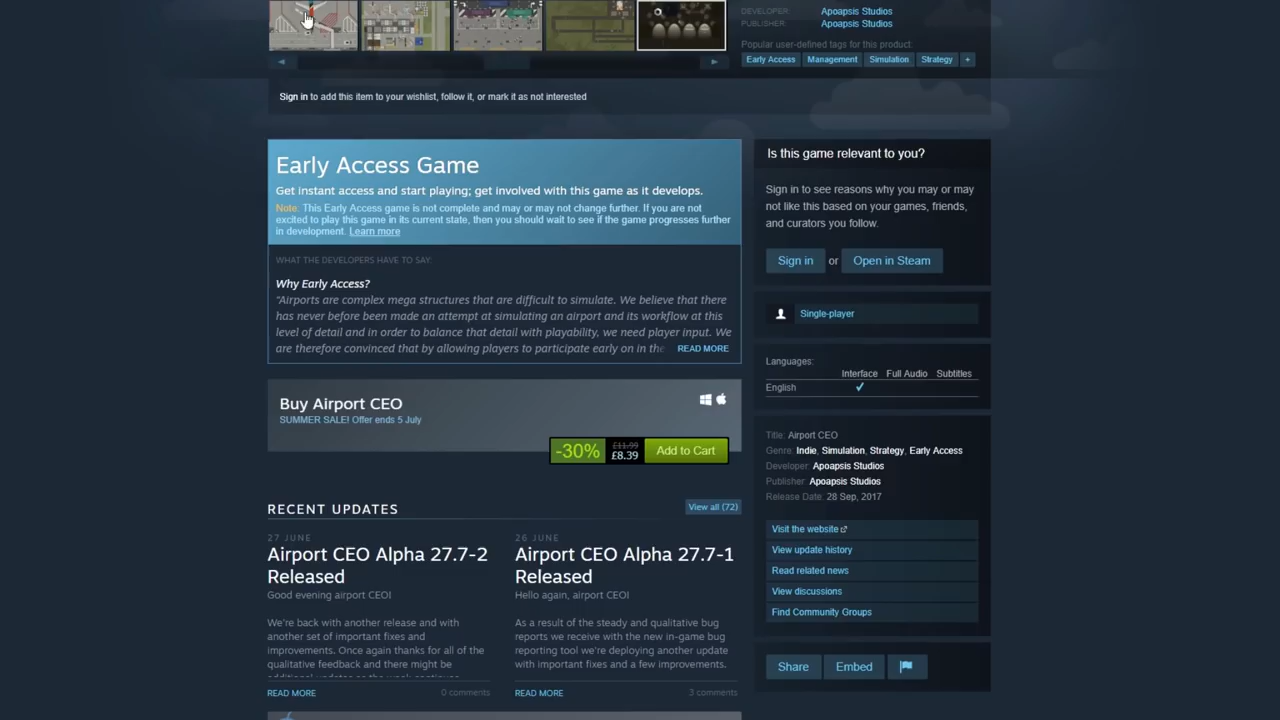 DEVELOPER: Apoapsis Studios
PUBLISHER: Apoapsis Studios
Popular user-defined tags for this product:
Early Access Management Simulation Strategy +
Sign in to add this item to your wishlist, follow it, or mark it as not interested
Early Access Game
Get instant access and start playing; get involved with this game as it develops.
Note: This Early Access game is not complete and may or may not change further. If you are not
excited to play this game in its current state, then you should wait to see if the game progresses further
in development. Learn more
WHAT THE DEVELOPERS HAVE TO SAY:
Why Early Access?
"Airports are complex mega structures that are difficult to simulate. We believe that there
has never before been made an attempt at simulating an airport and its workflow at this
level of detail and in order to balance that detail with playability, we need player input. We
are therefore convinced that by allowing players to participate early on in the
READ MORE
Buy Airport CEO
SUMMER SALE! Offer ends 5 July
-30%
£11.99
£8.39
Add to Cart
RECENT UPDATES
View all (72)
27 JUNE
Airport CEO Alpha 27.7-2
Released
Good evening airport CEO!
We're back with another release and with
another set of important fixes and
improvements. Once again thanks for all of the
qualitative feedback and there might be
additional updates as the week continues
READ MORE
0 comments
26 JUNE
Airport CEO Alpha 27.7-1
Released
Hello again, airport CEO!
As a result of the steady and qualitative bug
reports we receive with the new in-game bug
reporting tool we're deploying another update
with important fixes and a few improvements.
READ MORE
3 comments
Is this game relevant to you?
Sign in to see reasons why you may or may
not like this based on your games, friends,
and curators you follow.
Sign in or Open in Steam
Single-player
Languages:
Interface Full Audio Subtitles
English ✔
Title: Airport CEO
Genre: Indie, Simulation, Strategy, Early Access
Developer: Apoapsis Studios
Publisher: Apoapsis Studios
Release Date: 28 Sep, 2017
Visit the website
View update history
Read related news
View discussions
Find Community Groups
Share
Embed